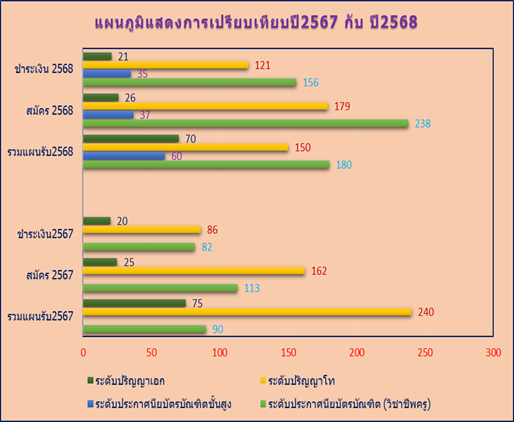 แผนภูมิแสดงการเปรียบเทียบปี2567 กับ ปี2568
ชำระเงิน 2568
21
121
35
156
สมัคร 2568
26
179
37
238
รวมแผนรับ2568
70
150
60
180
ชำระเงิน2567
20
86
82
สมัคร 2567
25
162
113
รวมแผนรับ2567
75
240
90
0 50 100 150 200 250 300
ระดับปริญญาเอก ระดับปริญญาโท
ระดับประกาศนียบัตรบัณฑิตชั้นสูง ระดับประกาศนียบัตรบัณฑิต (วิชาชีพครู)